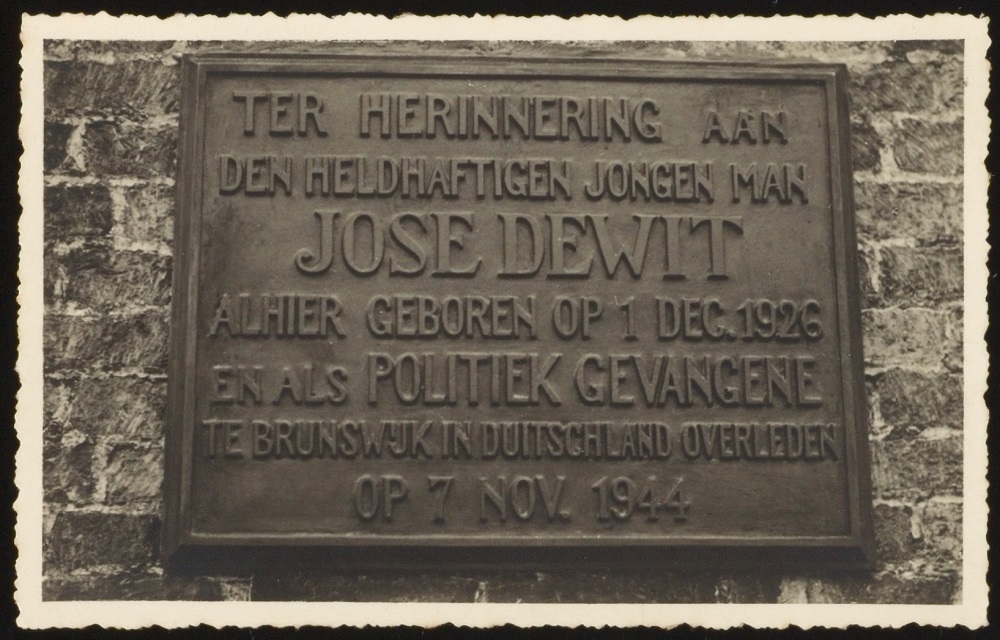 TER HERINNERING AAN
DEN HELDHAFTIGEN JONGEN MAN
JOSE DEWIT
ALHIER GEBOREN OP 1 DEC. 1926
EN ALS POLITIEK GEVANGENE
TE BRUNSWIJK IN DUITSCHLAND OVERLEDEN
OP 7 NOV. 1944